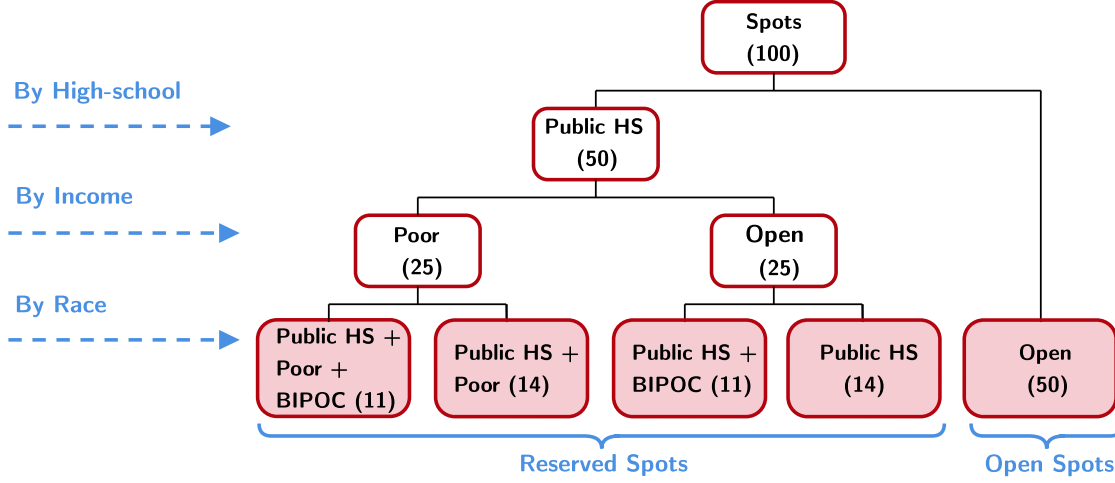 Spots
(100)
By High-school
Public HS
(50)
By Income
Poor
(25)
Open
(25)
By Race
Public HS +
Poor +
BIPOC (11)
Public HS +
Poor (14)
Public HS +
BIPOC (11)
Public HS
(14)
Open
(50)
Reserved Spots
Open Spots